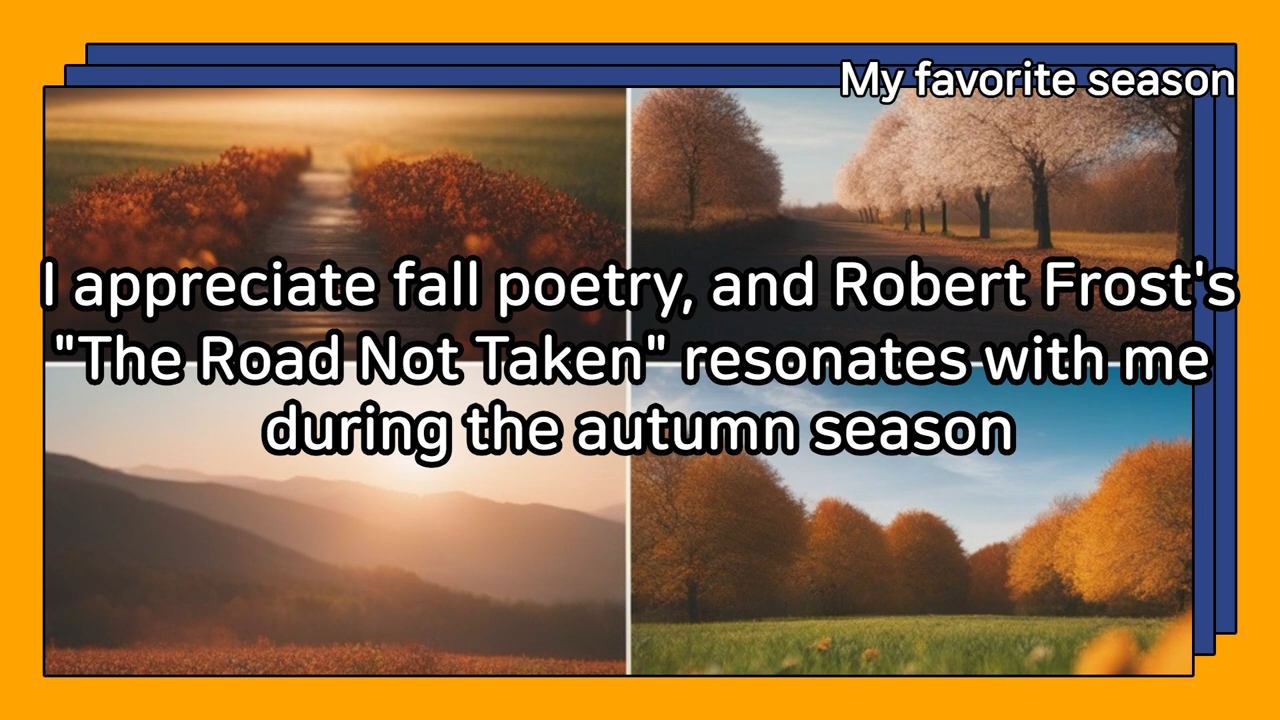 My favorite season
I appreciate fall poetry, and Robert Frost's
"The Road Not Taken" resonates with me
during the autumn season